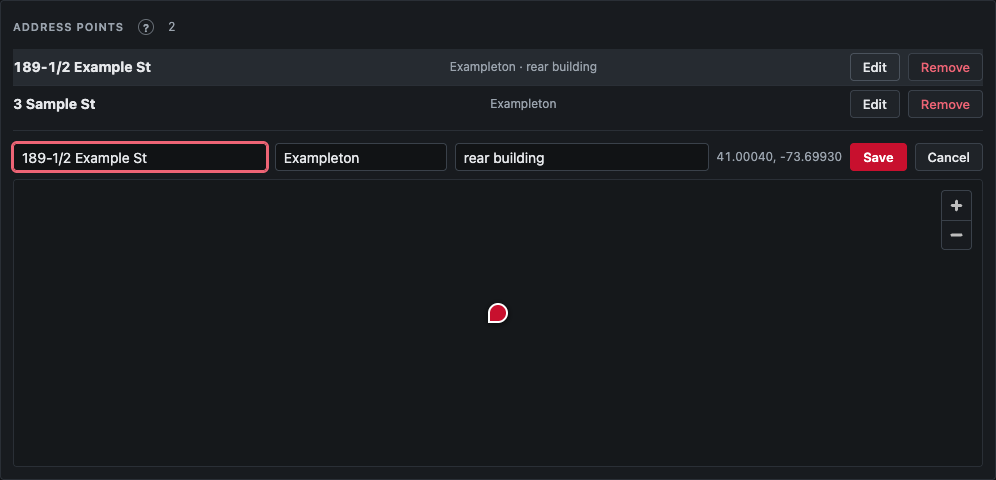 ADDRESS POINTS ? 2
189-1/2 Example St Exampleton · rear building Edit Remove
3 Sample St Exampleton Edit Remove
189-1/2 Example St Exampleton rear building 41.00040, -73.69930 Save Cancel
+
−